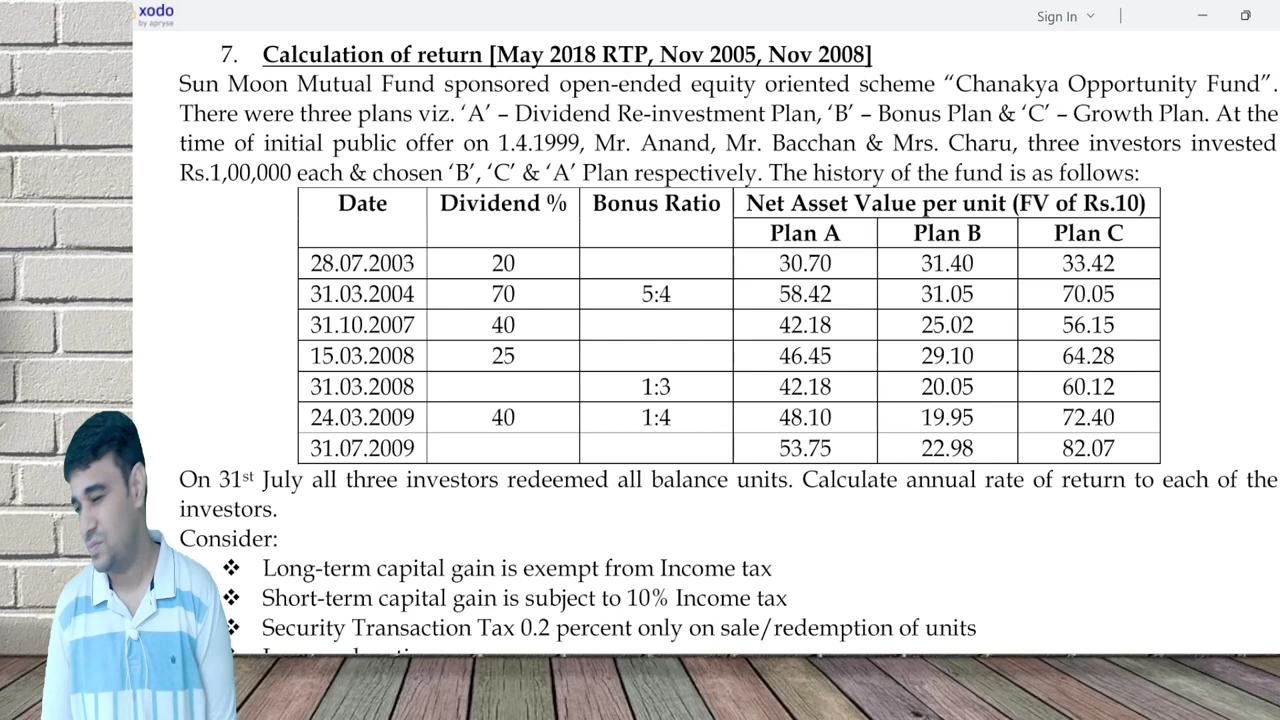 xodo
by apryse
Sign In
7. Calculation of return [May 2018 RTP, Nov 2005, Nov 2008]
Sun Moon Mutual Fund sponsored open-ended equity oriented scheme “Chanakya Opportunity Fund”.
There were three plans viz. ‘A’ – Dividend Re-investment Plan, ‘B’ – Bonus Plan & ‘C’ – Growth Plan. At the
time of initial public offer on 1.4.1999, Mr. Anand, Mr. Bacchan & Mrs. Charu, three investors invested
Rs.1,00,000 each & chosen ‘B’, ‘C’ & ‘A’ Plan respectively. The history of the fund is as follows:
Date Dividend % Bonus Ratio Net Asset Value per unit (FV of Rs.10)
Plan A Plan B Plan C
28.07.2003 20 30.70 31.40 33.42
31.03.2004 70 5:4 58.42 31.05 70.05
31.10.2007 40 42.18 25.02 56.15
15.03.2008 25 46.45 29.10 64.28
31.03.2008 1:3 42.18 20.05 60.12
24.03.2009 40 1:4 48.10 19.95 72.40
31.07.2009 53.75 22.98 82.07
On 31st July all three investors redeemed all balance units. Calculate annual rate of return to each of the
investors.
Consider:
❖ Long-term capital gain is exempt from Income tax
❖ Short-term capital gain is subject to 10% Income tax
❖ Security Transaction Tax 0.2 percent only on sale/redemption of units